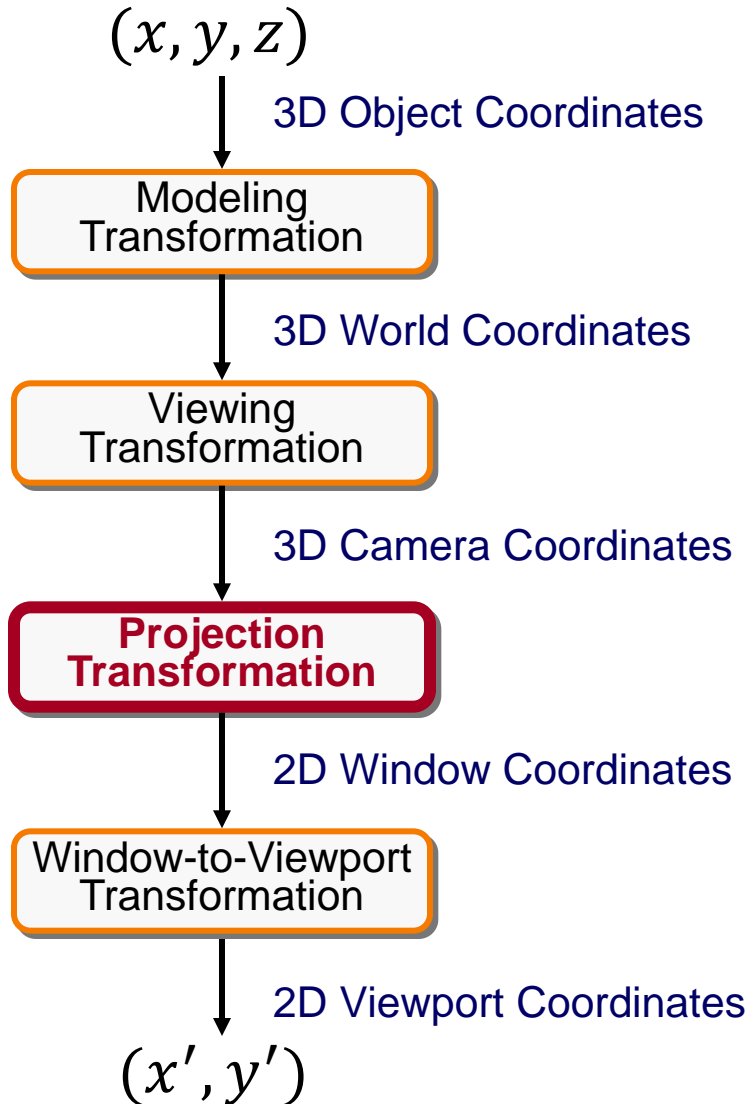 (x, y, z)
3D Object Coordinates
Modeling
Transformation
3D World Coordinates
Viewing
Transformation
3D Camera Coordinates
Projection
Transformation
2D Window Coordinates
Window-to-Viewport
Transformation
2D Viewport Coordinates
(x′, y′)